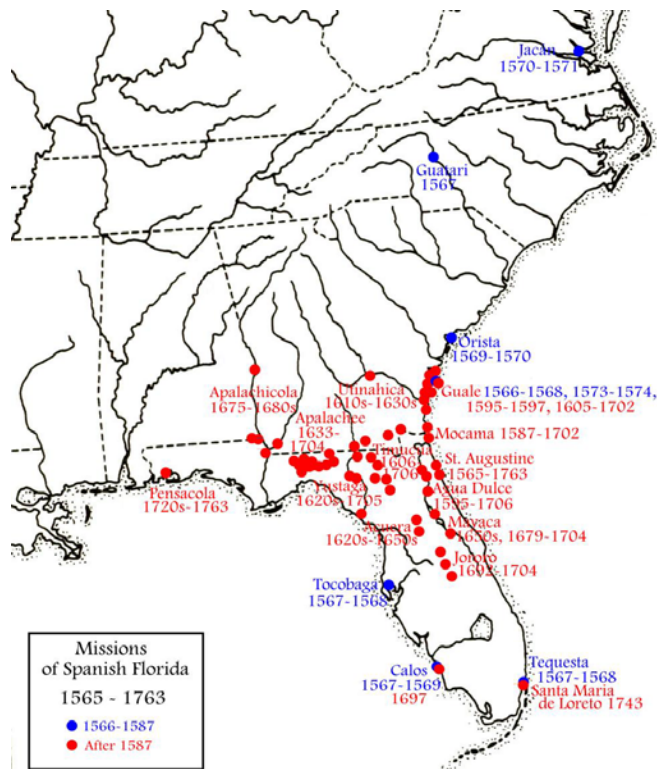 Jacan
1570-1571
Guatari
1567
Orista
1569-1570
Apalachicola
1675-1680s
Utinahica
1610s-1630s
Guale 1566-1568, 1573-1574,
1595-1597, 1605-1702
Apalachee
1633-
1704
Mocama 1587-1702
Timucua
1606
1706
St. Augustine
1565-1763
Pensacola
1720s-1763
Yustaga
1620s-1705
Agua Dulce
1595-1706
Acuera
1620s-1650s
Mayaca
1650s, 1679-1704
Jororo
1692-1704
Tocobaga
1567-1568
Missions
of Spanish Florida
1565 - 1763
1566-1587
After 1587
Calos
1567-1569
1697
Tequesta
1567-1568
Santa Maria
de Loreto 1743